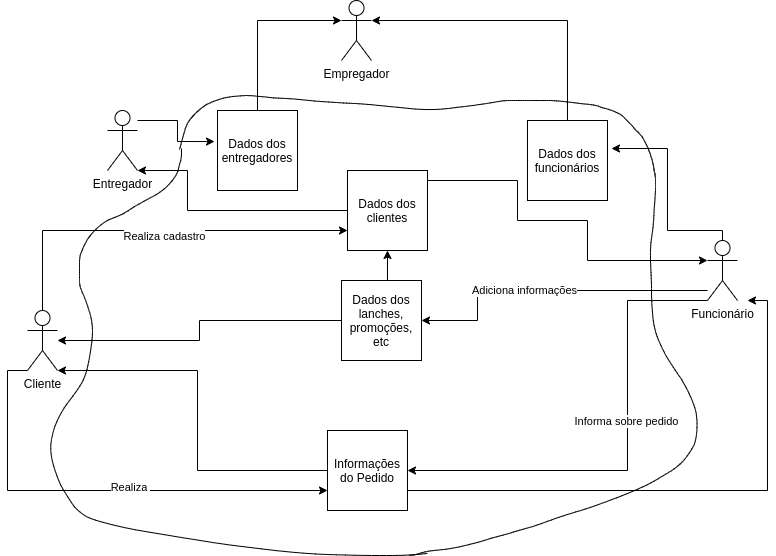 Empregador
Dados dos
entregadores
Dados dos
funcionários
Entregador
Dados dos
clientes
Realiza cadastro
Adiciona informações
Dados dos
lanches,
promoções,
etc
Funcionário
Cliente
Informa sobre pedido
Informações
do Pedido
Realiza